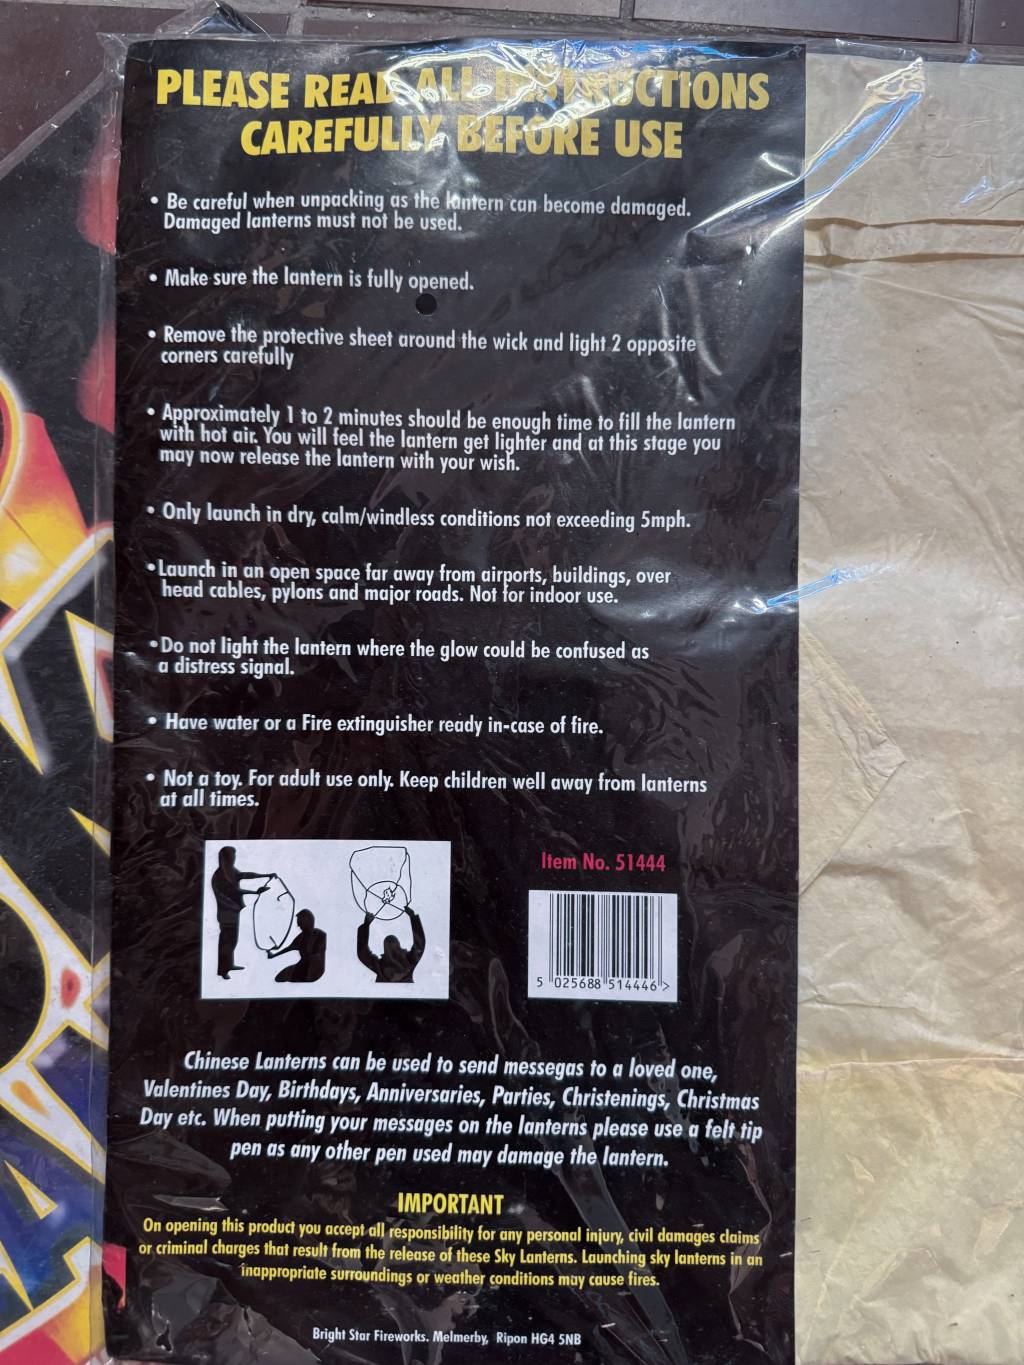 PLEASE READ ALL INSTRUCTIONS
CAREFULLY BEFORE USE
• Be careful when unpacking as the lantern can become damaged.
Damaged lanterns must not be used.
• Make sure the lantern is fully opened.
• Remove the protective sheet around the wick and light 2 opposite
corners carefully
• Approximately 1 to 2 minutes should be enough time to fill the lantern
with hot air. You will feel the lantern get lighter and at this stage you
may now release the lantern with your wish.
• Only launch in dry, calm/windless conditions not exceeding 5mph.
•Launch in an open space far away from airports, buildings, over
head cables, pylons and major roads. Not for indoor use.
•Do not light the lantern where the glow could be confused as
a distress signal.
• Have water or a Fire extinguisher ready in-case of fire.
• Not a toy. For adult use only. Keep children well away from lanterns
at all times.
Item No. 51444
5 025688 514446 >
Chinese Lanterns can be used to send messegas to a loved one,
Valentines Day, Birthdays, Anniversaries, Parties, Christenings, Christmas
Day etc. When putting your messages on the lanterns please use a felt tip
pen as any other pen used may damage the lantern.
IMPORTANT
On opening this product you accept all responsibility for any personal injury, civil damages claims
or criminal charges that result from the release of these Sky Lanterns. Launching sky lanterns in an
inappropriate surroundings or weather conditions may cause fires.
Bright Star Fireworks. Melmerby, Ripon HG4 5NB